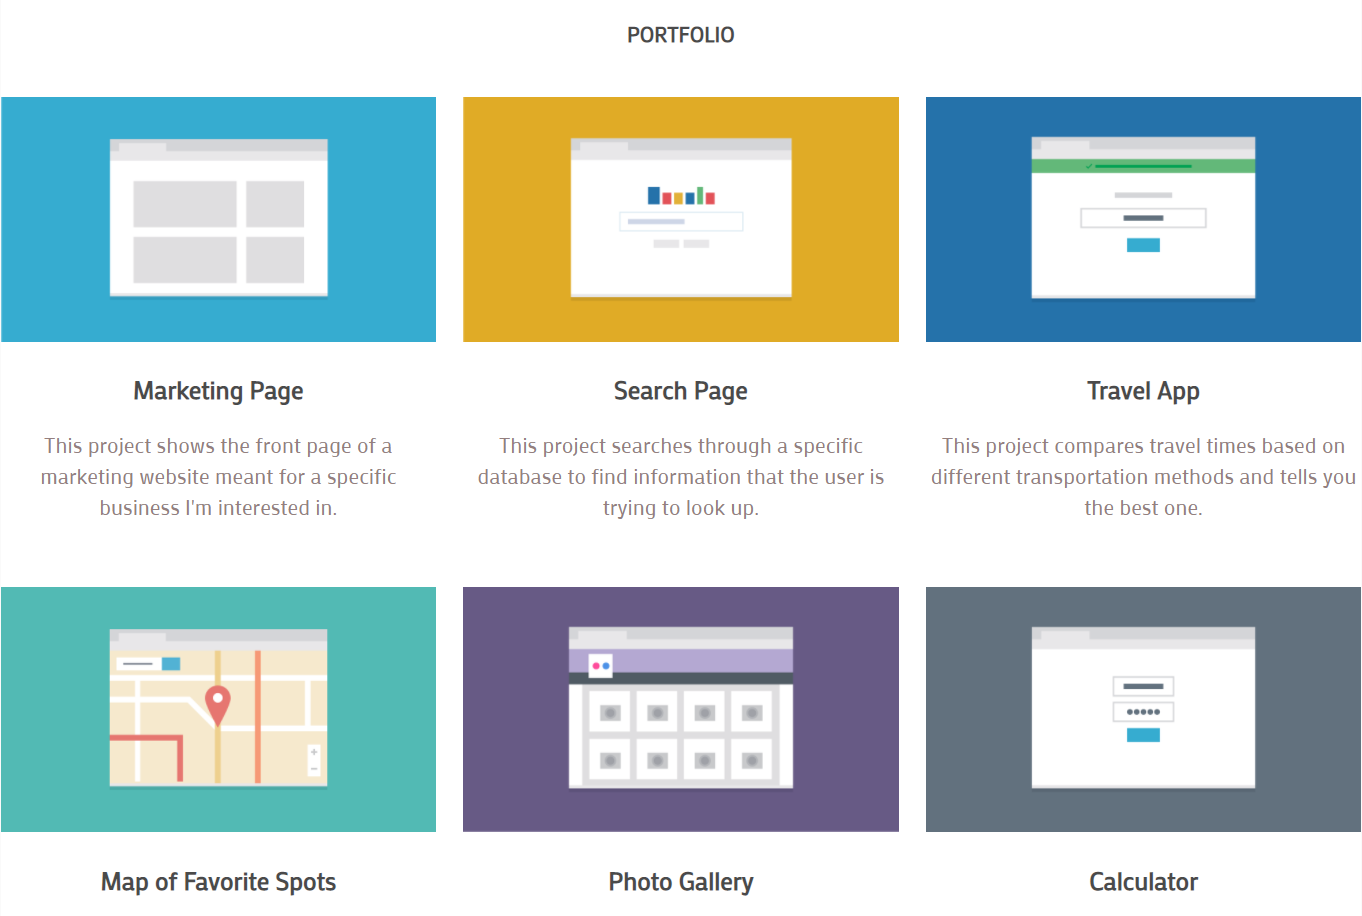 PORTFOLIO
Marketing Page
This project shows the front page of a
marketing website meant for a specific
business I'm interested in.
Search Page
This project searches through a specific
database to find information that the user is
trying to look up.
Travel App
This project compares travel times based on
different transportation methods and tells you
the best one.
Map of Favorite Spots
Photo Gallery
Calculator